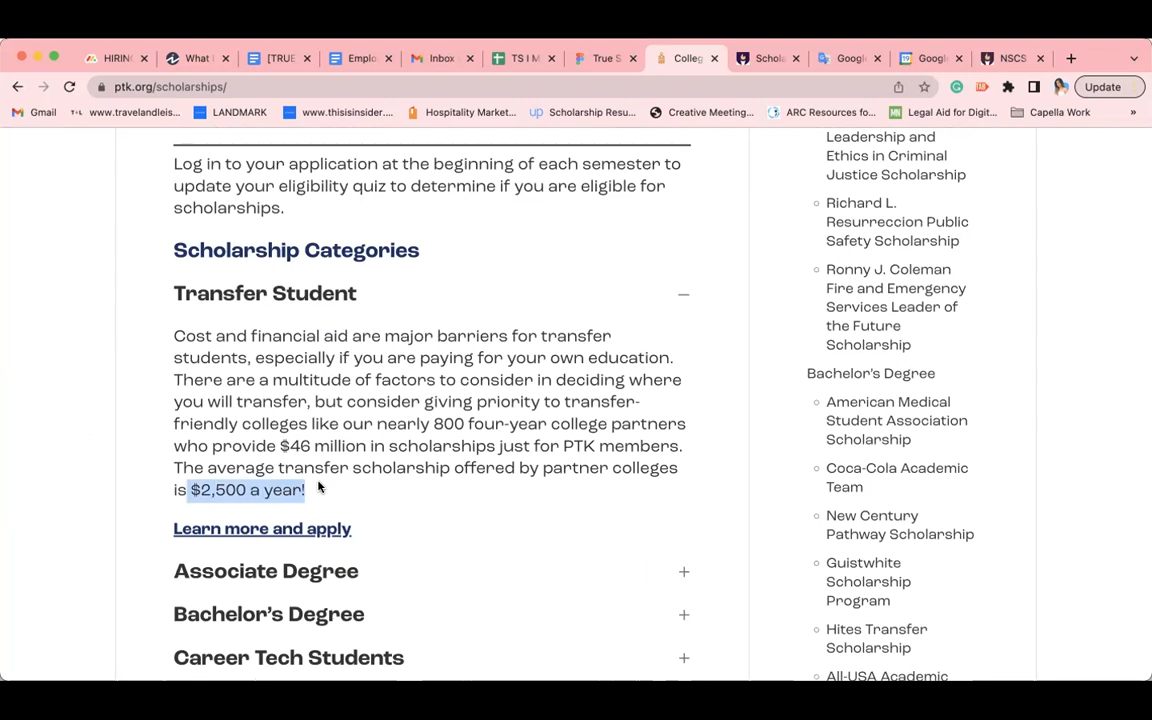 HIRING
What
[TRUE
Emplo
Inbox
TS I M
True S
Colleg
Schola
Googl
Googl
NSCS
ptk.org/scholarships/
Update
Gmail
www.travelandleis...
LANDMARK
www.thisisinsider....
Hospitality Market...
Scholarship Resu...
Creative Meeting...
ARC Resources fo...
Legal Aid for Digit...
Capella Work
»
Log in to your application at the beginning of each semester to
update your eligibility quiz to determine if you are eligible for
scholarships.
Scholarship Categories
Transfer Student
Cost and financial aid are major barriers for transfer
students, especially if you are paying for your own education.
There are a multitude of factors to consider in deciding where
you will transfer, but consider giving priority to transfer-
friendly colleges like our nearly 800 four-year college partners
who provide $46 million in scholarships just for PTK members.
The average transfer scholarship offered by partner colleges
is $2,500 a year!
Learn more and apply
Associate Degree
Bachelor's Degree
Career Tech Students
Leadership and
Ethics in Criminal
Justice Scholarship
Richard L.
Resurreccion Public
Safety Scholarship
Ronny J. Coleman
Fire and Emergency
Services Leader of
the Future
Scholarship
Bachelor's Degree
American Medical
Student Association
Scholarship
Coca-Cola Academic
Team
New Century
Pathway Scholarship
Guistwhite
Scholarship
Program
Hites Transfer
Scholarship
All-USA Academic